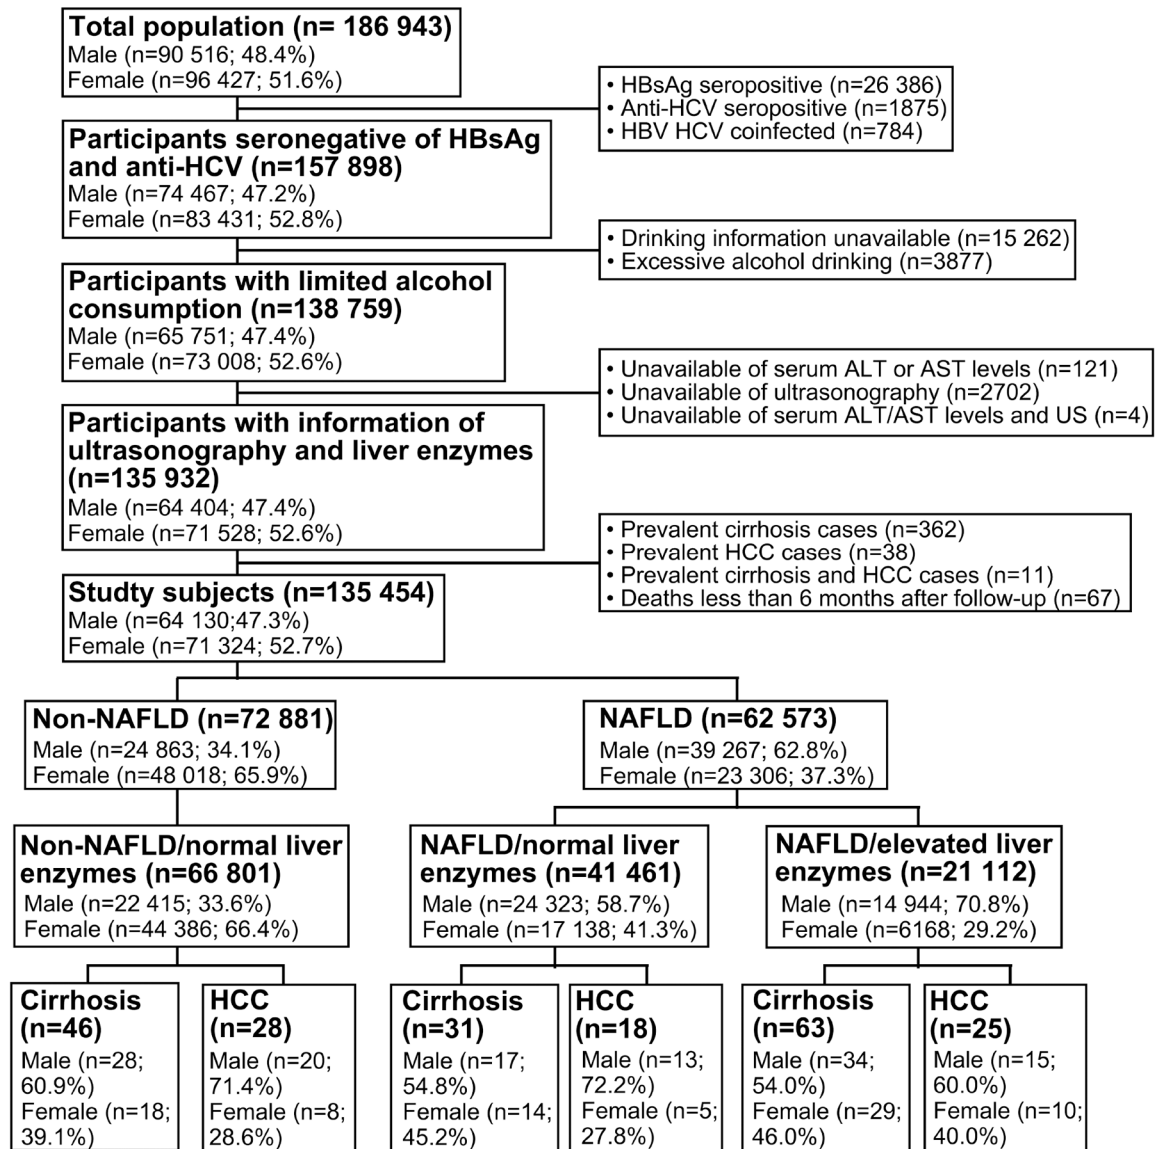 Total population (n= 186 943)
Male (n=90 516; 48.4%)
Female (n=96 427; 51.6%)
• HBsAg seropositive (n=26 386)
• Anti-HCV seropositive (n=1875)
• HBV HCV coinfected (n=784)
Participants seronegative of HBsAg
and anti-HCV (n=157 898)
Male (n=74 467; 47.2%)
Female (n=83 431; 52.8%)
• Drinking information unavailable (n=15 262)
• Excessive alcohol drinking (n=3877)
Participants with limited alcohol
consumption (n=138 759)
Male (n=65 751; 47.4%)
Female (n=73 008; 52.6%)
• Unavailable of serum ALT or AST levels (n=121)
• Unavailable of ultrasonography (n=2702)
• Unavailable of serum ALT/AST levels and US (n=4)
Participants with information of
ultrasonography and liver enzymes
(n=135 932)
Male (n=64 404; 47.4%)
Female (n=71 528; 52.6%)
• Prevalent cirrhosis cases (n=362)
• Prevalent HCC cases (n=38)
• Prevalent cirrhosis and HCC cases (n=11)
• Deaths less than 6 months after follow-up (n=67)
Studty subjects (n=135 454)
Male (n=64 130;47.3%)
Female (n=71 324; 52.7%)
Non-NAFLD (n=72 881)
Male (n=24 863; 34.1%)
Female (n=48 018; 65.9%)
NAFLD (n=62 573)
Male (n=39 267; 62.8%)
Female (n=23 306; 37.3%)
Non-NAFLD/normal liver
enzymes (n=66 801)
Male (n=22 415; 33.6%)
Female (n=44 386; 66.4%)
NAFLD/normal liver
enzymes (n=41 461)
Male (n=24 323; 58.7%)
Female (n=17 138; 41.3%)
NAFLD/elevated liver
enzymes (n=21 112)
Male (n=14 944; 70.8%)
Female (n=6168; 29.2%)
Cirrhosis
(n=46)
Male (n=28;
60.9%)
Female (n=18;
39.1%)
HCC
(n=28)
Male (n=20;
71.4%)
Female (n=8;
28.6%)
Cirrhosis
(n=31)
Male (n=17;
54.8%)
Female (n=14;
45.2%)
HCC
(n=18)
Male (n=13;
72.2%)
Female (n=5;
27.8%)
Cirrhosis
(n=63)
Male (n=34;
54.0%)
Female (n=29;
46.0%)
HCC
(n=25)
Male (n=15;
60.0%)
Female (n=10;
40.0%)